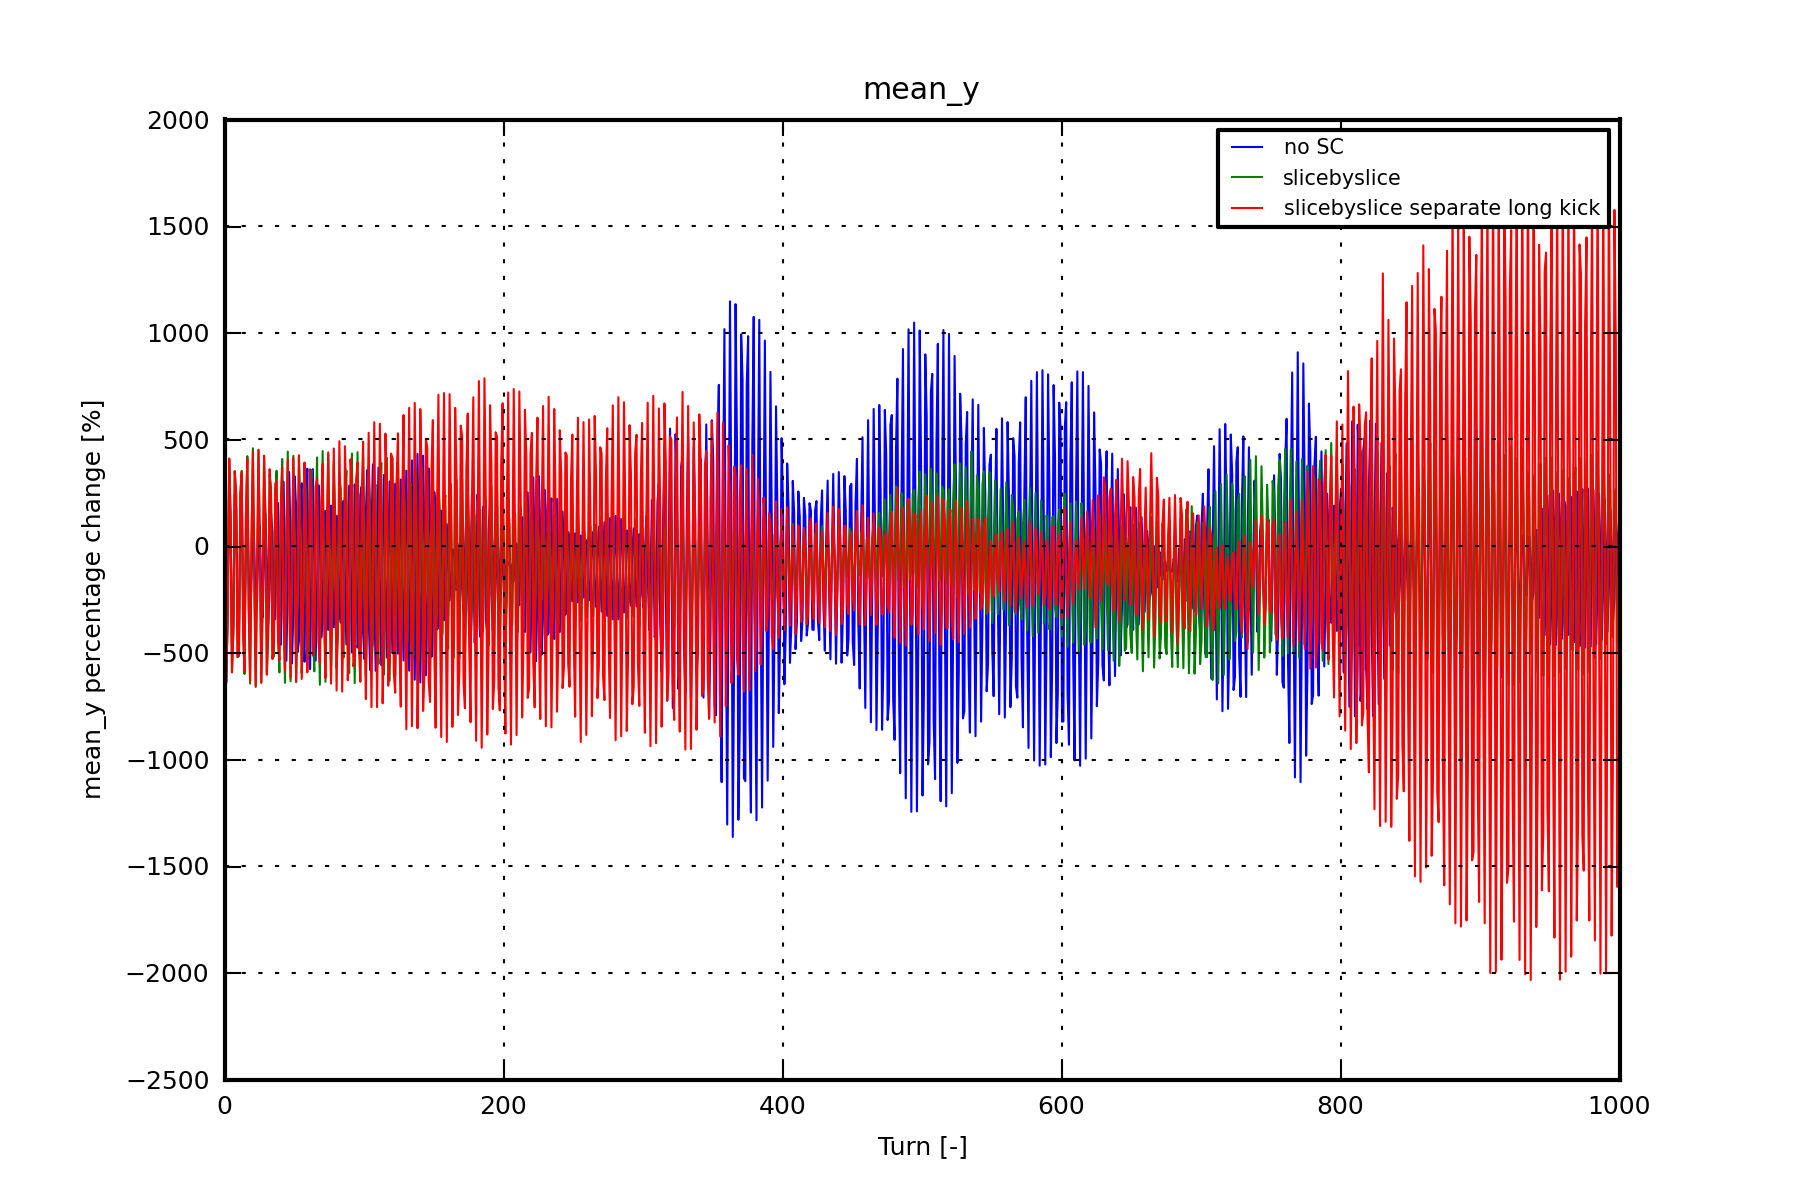 mean_y
2000
1500
1000
500
0
−500
−1000
−1500
−2000
−2500
mean_y percentage change [%]
no SC
slicebyslice
slicebyslice separate long kick
0 200 400 600 800 1000
Turn [-]